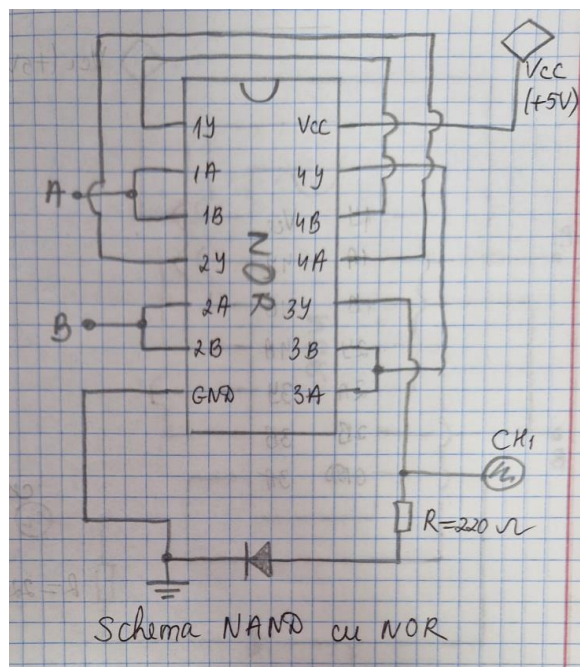 Vcc
(+5V)
1Y Vcc
1A 4Y
A
1B 4B
2Y 4A
NOR
2A 3Y
B
2B 3B
GND 3A
CH1
R=220 Ω
Schema NAND cu NOR